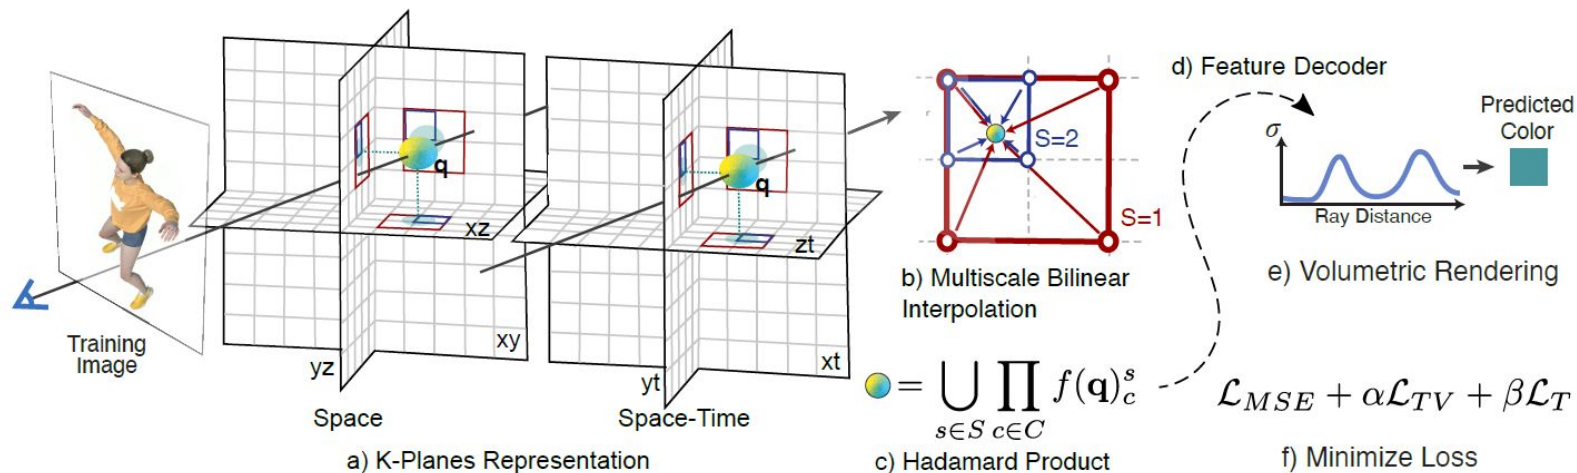 Training
Image
q
xz
xy
yz
Space
q
zt
xt
yt
Space-Time
a) K-Planes Representation
S=2
S=1
b) Multiscale Bilinear
Interpolation
= ⋃ s∈S ∏ c∈C f(q)_c^s
c) Hadamard Product
d) Feature Decoder
σ
Ray Distance
Predicted
Color
e) Volumetric Rendering
ℒ_MSE + αℒ_TV + βℒ_T
f) Minimize Loss